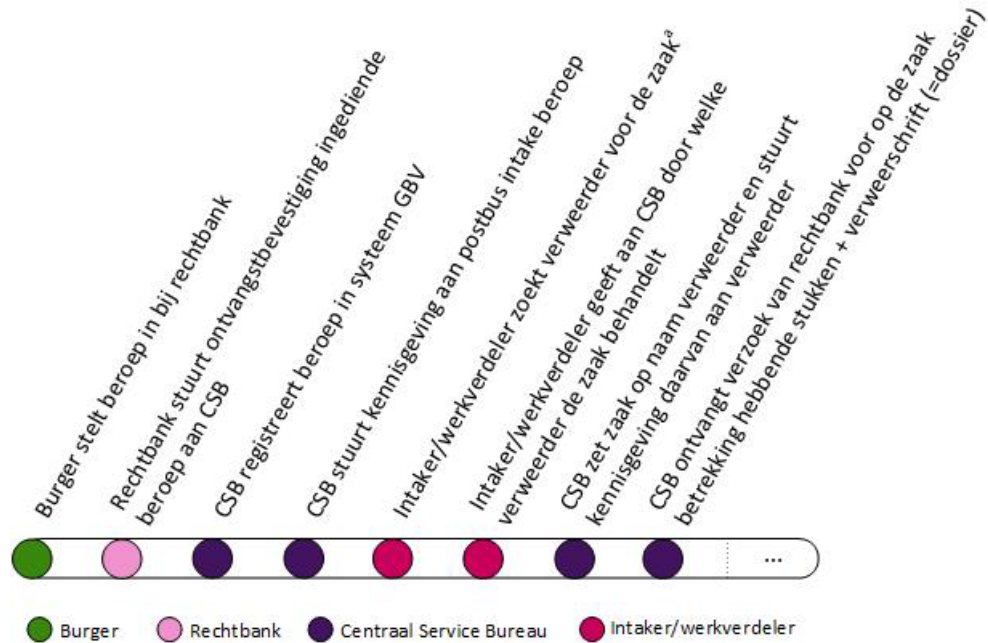 Burger stelt beroep in bij rechtbank
Rechtbank stuurt ontvangstbevestiging ingediende
beroep aan CSB
CSB registreert beroep in systeem GBV
CSB stuurt kennisgeving aan postbus intake beroep
Intaker/werkverdeler zoekt verweerder voor de zaakª
Intaker/werkverdeler geeft aan CSB door welke
verweerder de zaak behandelt
CSB zet zaak op naam verweerder en stuurt
kennisgeving daarvan aan verweerder
CSB ontvangt verzoek van rechtbank voor op de zaak
betrekking hebbende stukken + verweerschrift (=dossier)
...
Burger
Rechtbank
Centraal Service Bureau
Intaker/werkverdeler